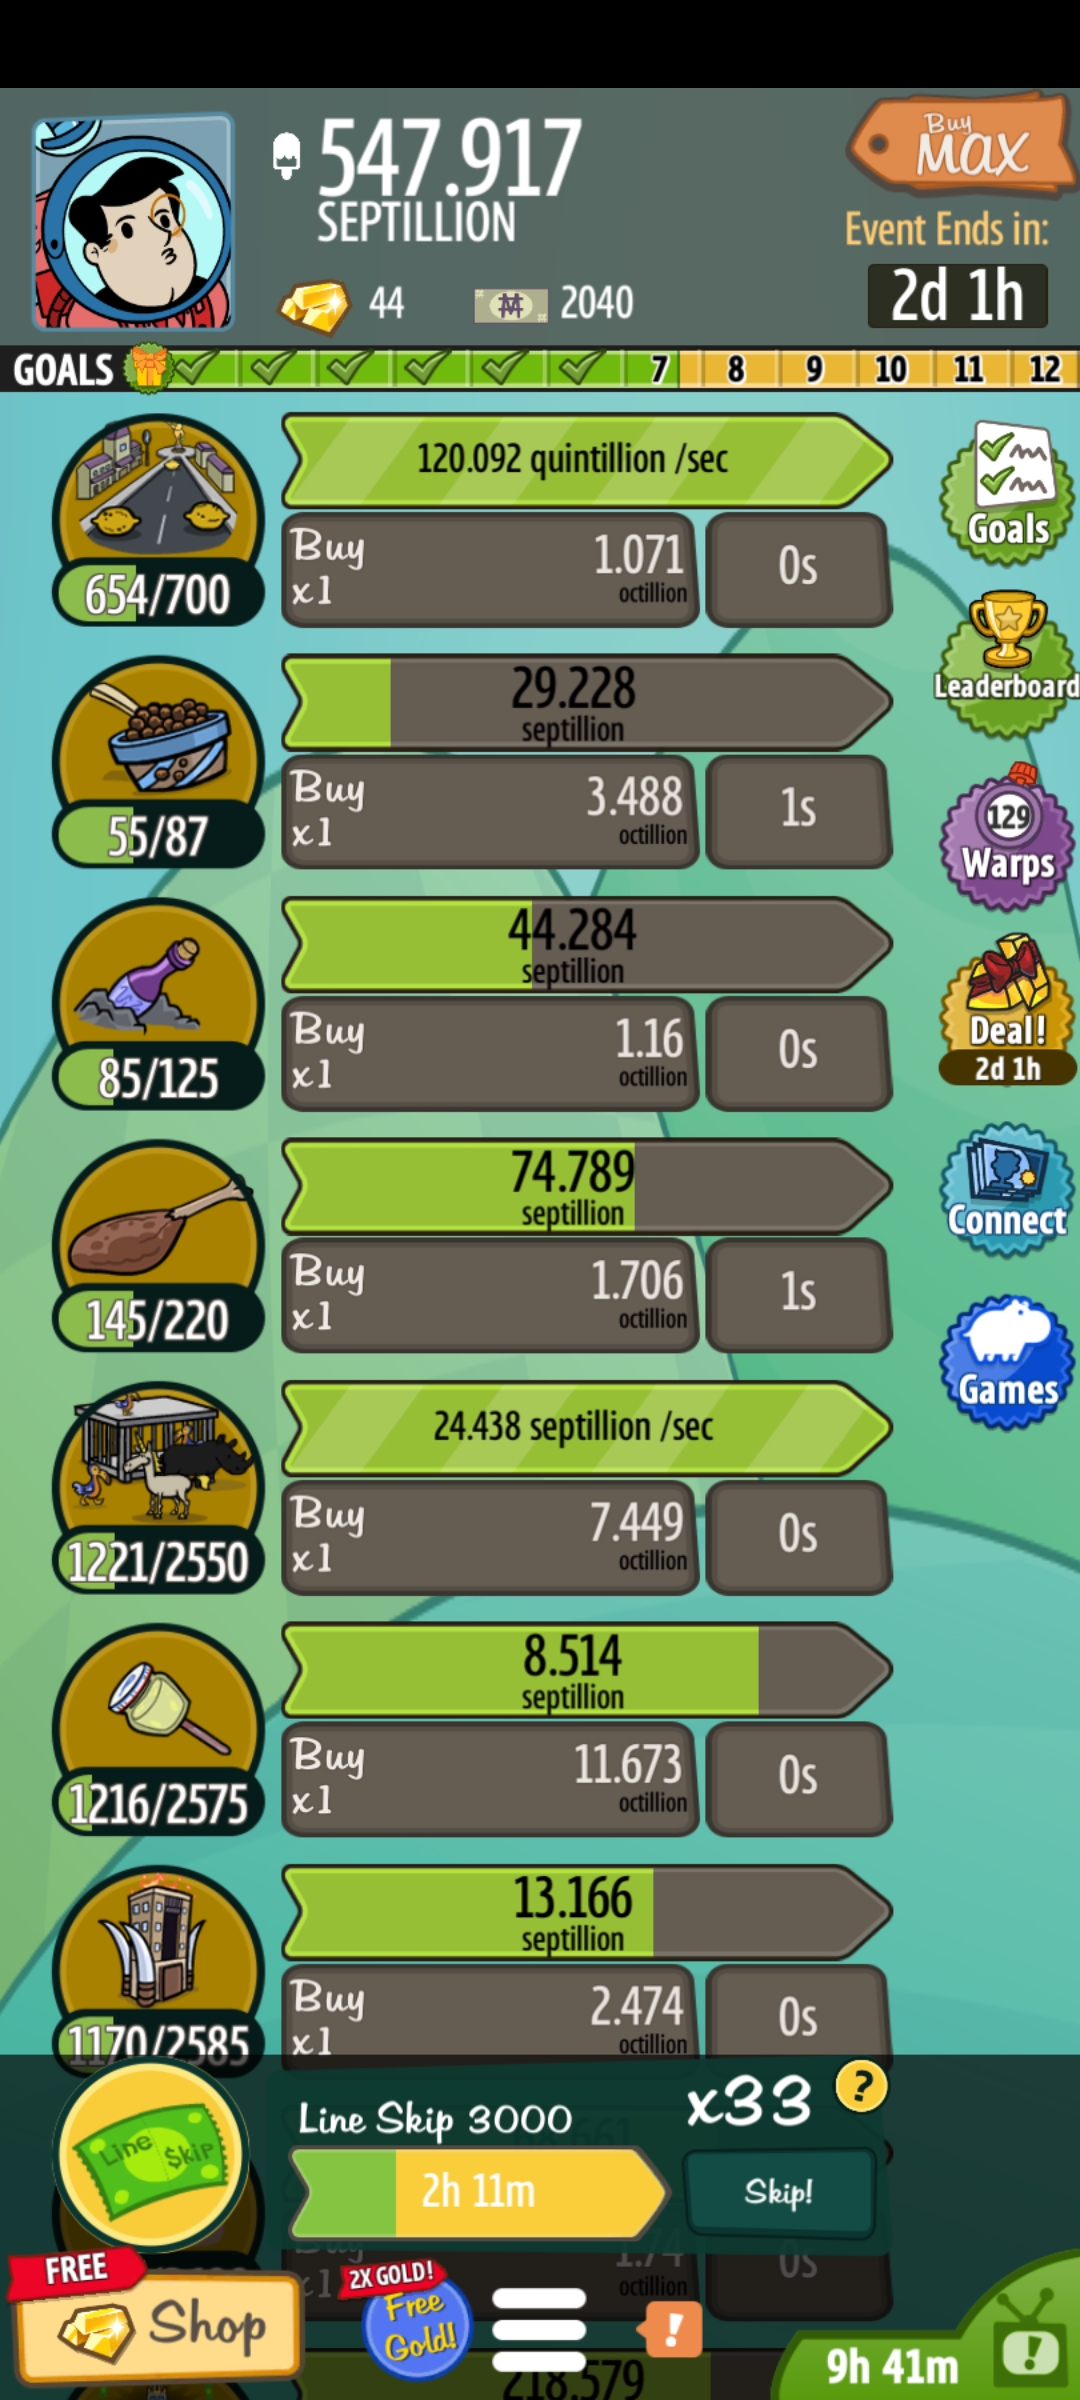 547.917
SEPTILLION
44
2040
Buy
MAX
Event Ends in:
2d 1h
GOALS 7 8 9 10 11 12
120.092 quintillion /sec
Buy
x1
1.071
octillion
0s
654/700
29.228
septillion
Buy
x1
3.488
octillion
1s
55/87
44.284
septillion
Buy
x1
1.16
octillion
0s
85/125
74.789
septillion
Buy
x1
1.706
octillion
1s
145/220
24.438 septillion /sec
Buy
x1
7.449
octillion
0s
1221/2550
8.514
septillion
Buy
x1
11.673
octillion
0s
1216/2575
13.166
septillion
Buy
x1
2.474
octillion
0s
1170/2585
Goals
Leaderboard
129
Warps
Deal!
2d 1h
Connect
Games
Line $kip
Line Skip 3000
x33
?
2h 11m
Skip!
Buy
x1
1.74
octillion
0s
FREE
Shop
2X GOLD!
Free
Gold!
!
218.579
9h 41m
!